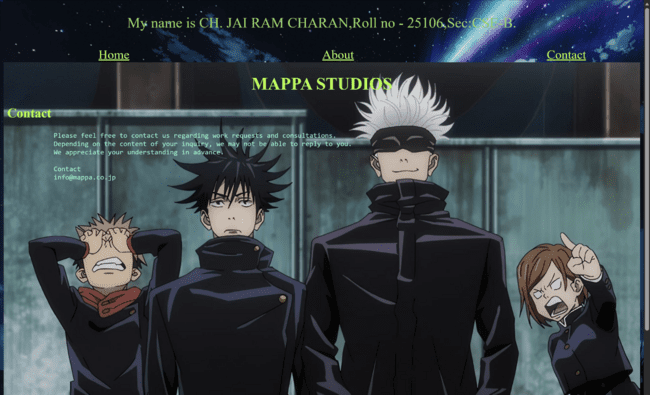 My name is CH. JAI RAM CHARAN,Roll no - 25106,Sec:CSE-B.
Home About Contact
MAPPA STUDIOS
Contact
Please feel free to contact us regarding work requests and consultations.
Depending on the content of your inquiry, we may not be able to reply to you.
We appreciate your understanding in advance.
Contact
info@mappa.co.jp